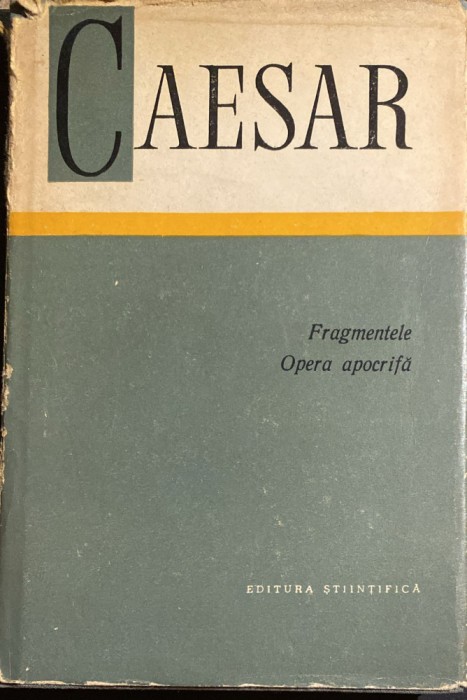 CAESAR
Fragmentele
Opera apocrifă
EDITURA ȘTIINȚIFICĂ